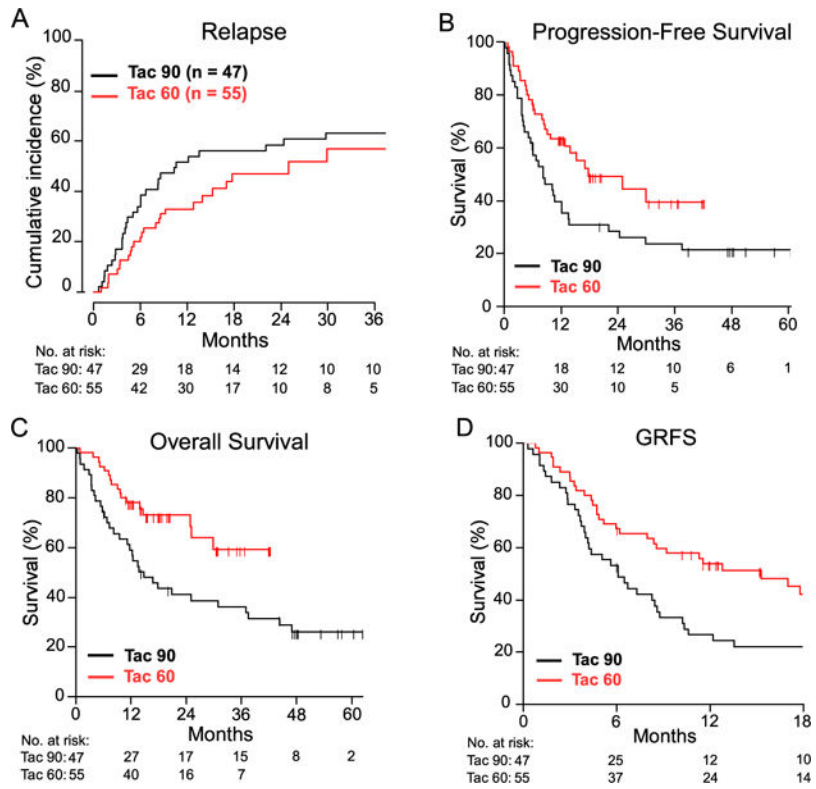 A
Relapse
Cumulative incidence (%)
100
80
60
40
20
0
Tac 90 (n = 47)
Tac 60 (n = 55)
0 6 12 18 24 30 36
Months
No. at risk:
Tac 90: 47 29 18 14 12 10 10
Tac 60: 55 42 30 17 10 8 5
B
Progression-Free Survival
Survival (%)
100
80
60
40
20
0
Tac 90
Tac 60
0 12 24 36 48 60
Months
No. at risk:
Tac 90:47 18 12 10 6 1
Tac 60:55 30 10 5
C
Overall Survival
Survival (%)
100
80
60
40
20
0
Tac 90
Tac 60
0 12 24 36 48 60
Months
No. at risk:
Tac 90:47 27 17 15 8 2
Tac 60:55 40 16 7
D
GRFS
Survival (%)
100
80
60
40
20
0
Tac 90
Tac 60
0 6 12 18
Months
No. at risk:
Tac 90:47 25 12 10
Tac 60:55 37 24 14